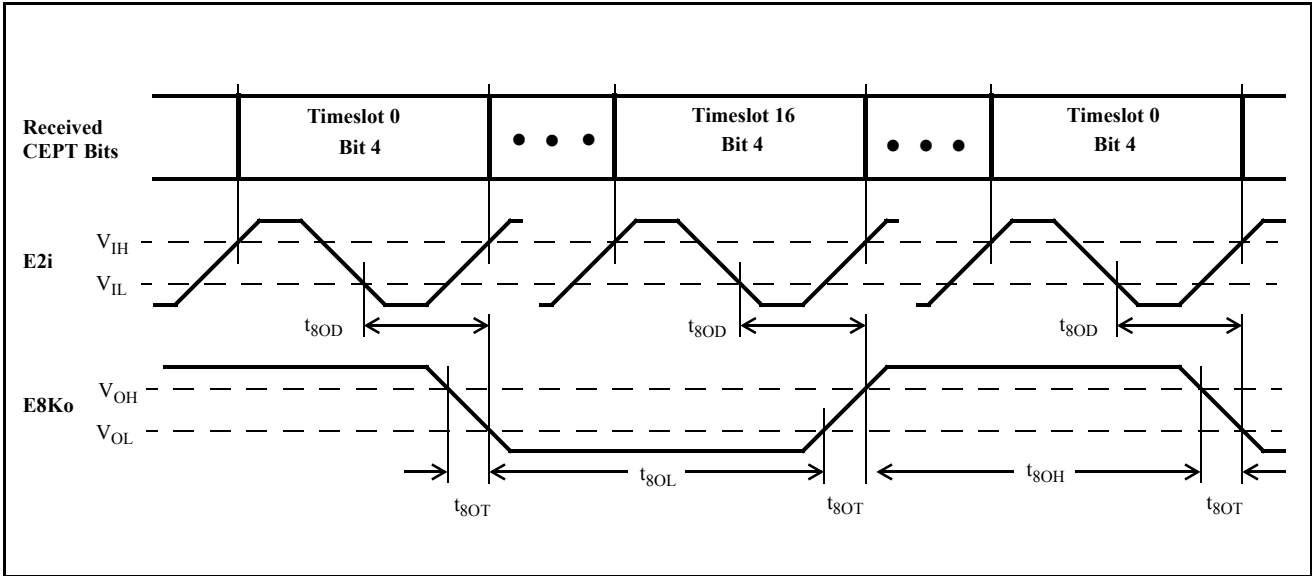 Timeslot 0
Bit 4
• • •
Timeslot 16
Bit 4
• • •
Timeslot 0
Bit 4
Received
CEPT Bits
E2i
VIH
VIL
t8OD
t8OD
t8OD
E8Ko
VOH
VOL
t8OL
t8OH
t8OT
t8OT
t8OT